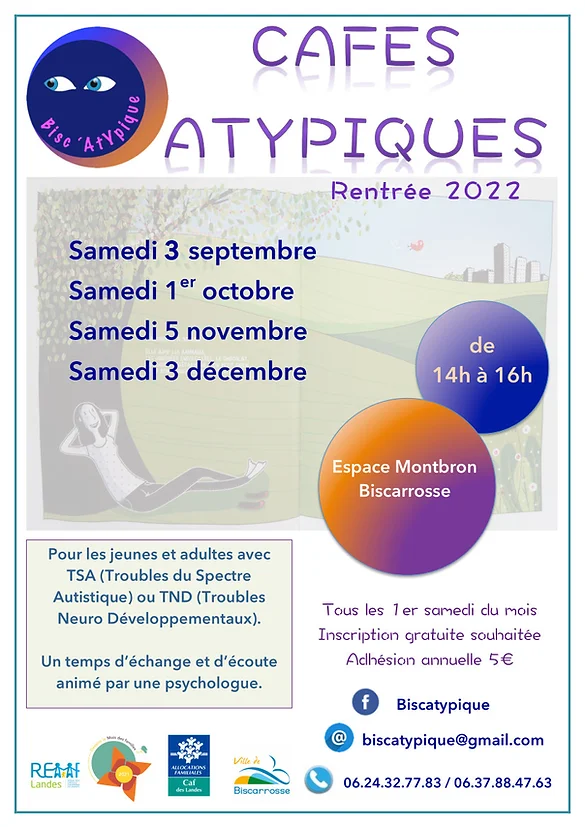 CAFES
ATYPIQUES
Bisc'AtYpique
Rentrée 2022
Samedi 3 septembre
Samedi 1er octobre
Samedi 5 novembre
Samedi 3 décembre
de
14h à 16h
Espace Montbron
Biscarrosse
Pour les jeunes et adultes avec
TSA (Troubles du Spectre
Autistique) ou TND (Troubles
Neuro Développementaux).
Un temps d'échange et d'écoute
animé par une psychologue.
Tous les 1er samedi du mois
Inscription gratuite souhaitée
Adhésion annuelle 5€
Biscatypique
biscatypique@gmail.com
06.24.32.77.83 / 06.37.88.47.63
Landes
ALLOCATIONS
FAMILIALES
Caf
des Landes
Ville de
Biscarrosse